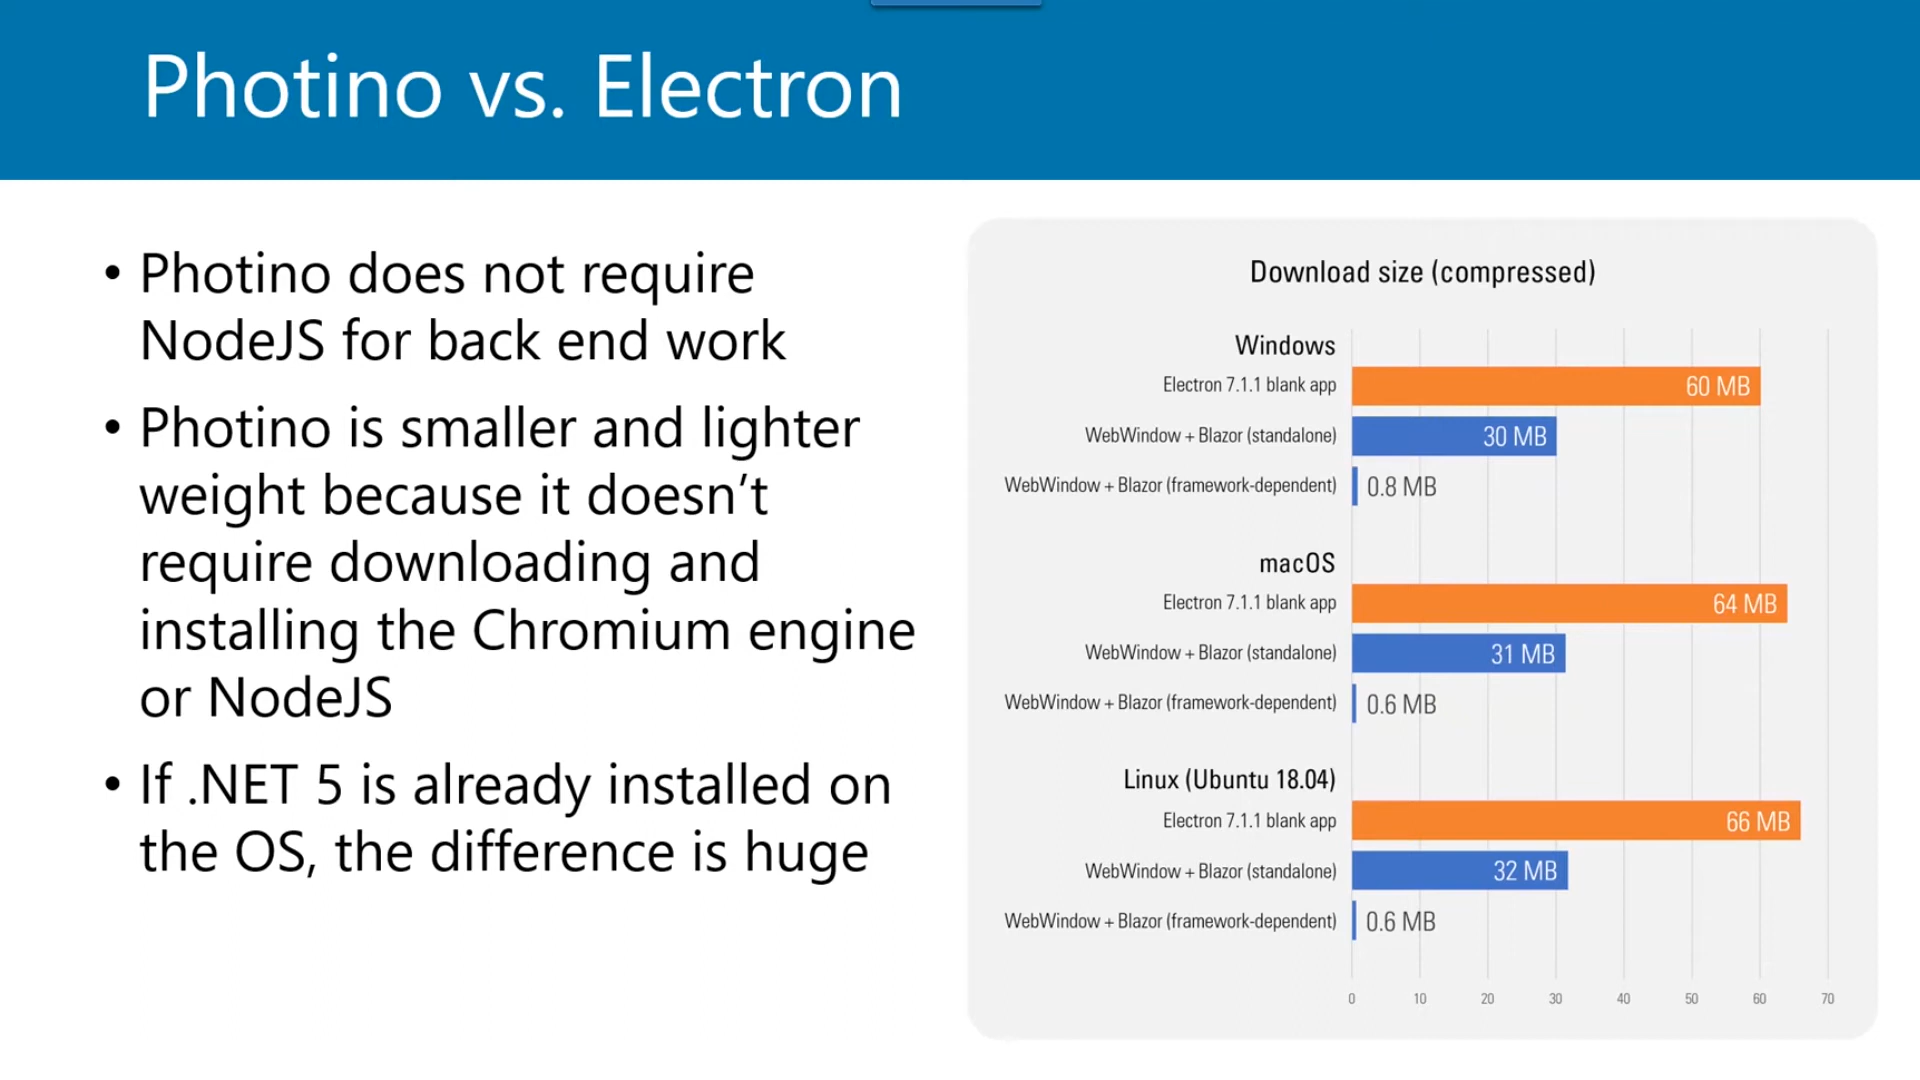 Photino vs. Electron
• Photino does not require
NodeJS for back end work
• Photino is smaller and lighter
weight because it doesn’t
require downloading and
installing the Chromium engine
or NodeJS
• If .NET 5 is already installed on
the OS, the difference is huge
Download size (compressed)
Windows
Electron 7.1.1 blank app 60 MB
WebWindow + Blazor (standalone) 30 MB
WebWindow + Blazor (framework-dependent) 0.8 MB
macOS
Electron 7.1.1 blank app 64 MB
WebWindow + Blazor (standalone) 31 MB
WebWindow + Blazor (framework-dependent) 0.6 MB
Linux (Ubuntu 18.04)
Electron 7.1.1 blank app 66 MB
WebWindow + Blazor (standalone) 32 MB
WebWindow + Blazor (framework-dependent) 0.6 MB
0 10 20 30 40 50 60 70